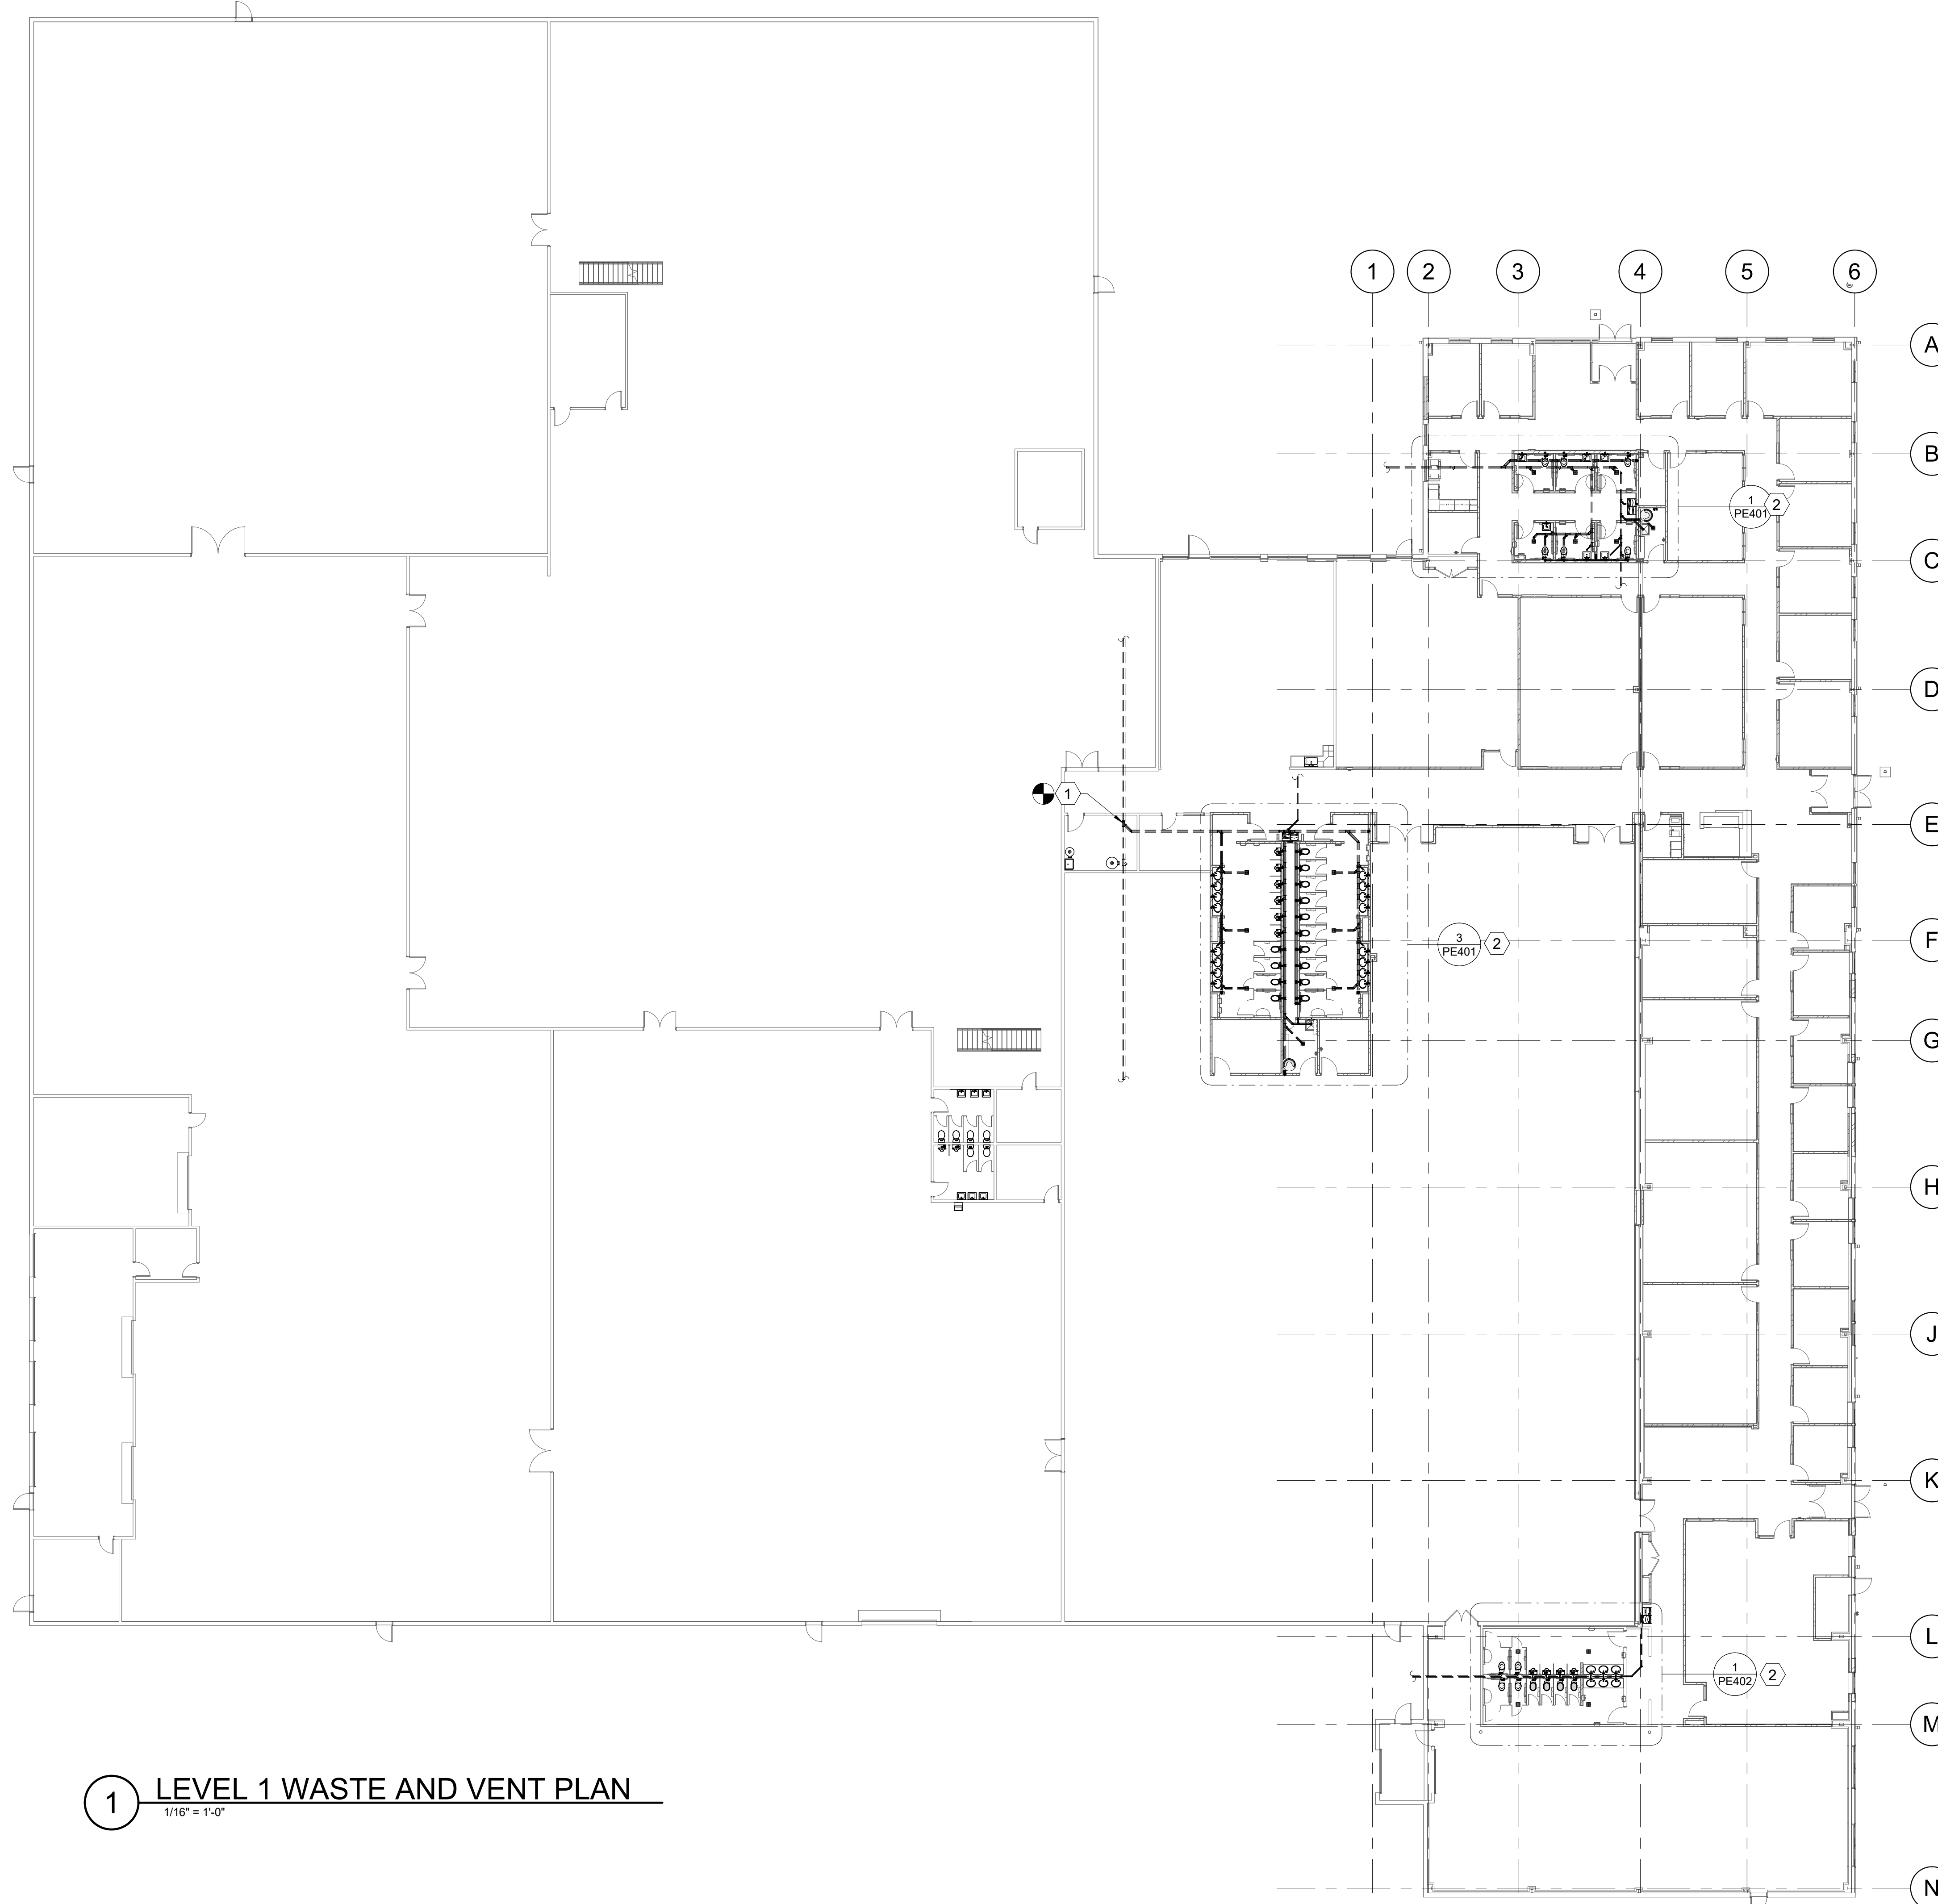 1 2 3 4 5 6
A
B
1
PE401
2
C
D
1
E
3
PE401
2
F
G
H
J
K
L
1
PE402
2
M
1
LEVEL 1 WASTE AND VENT PLAN
1/16" = 1'-0"
N